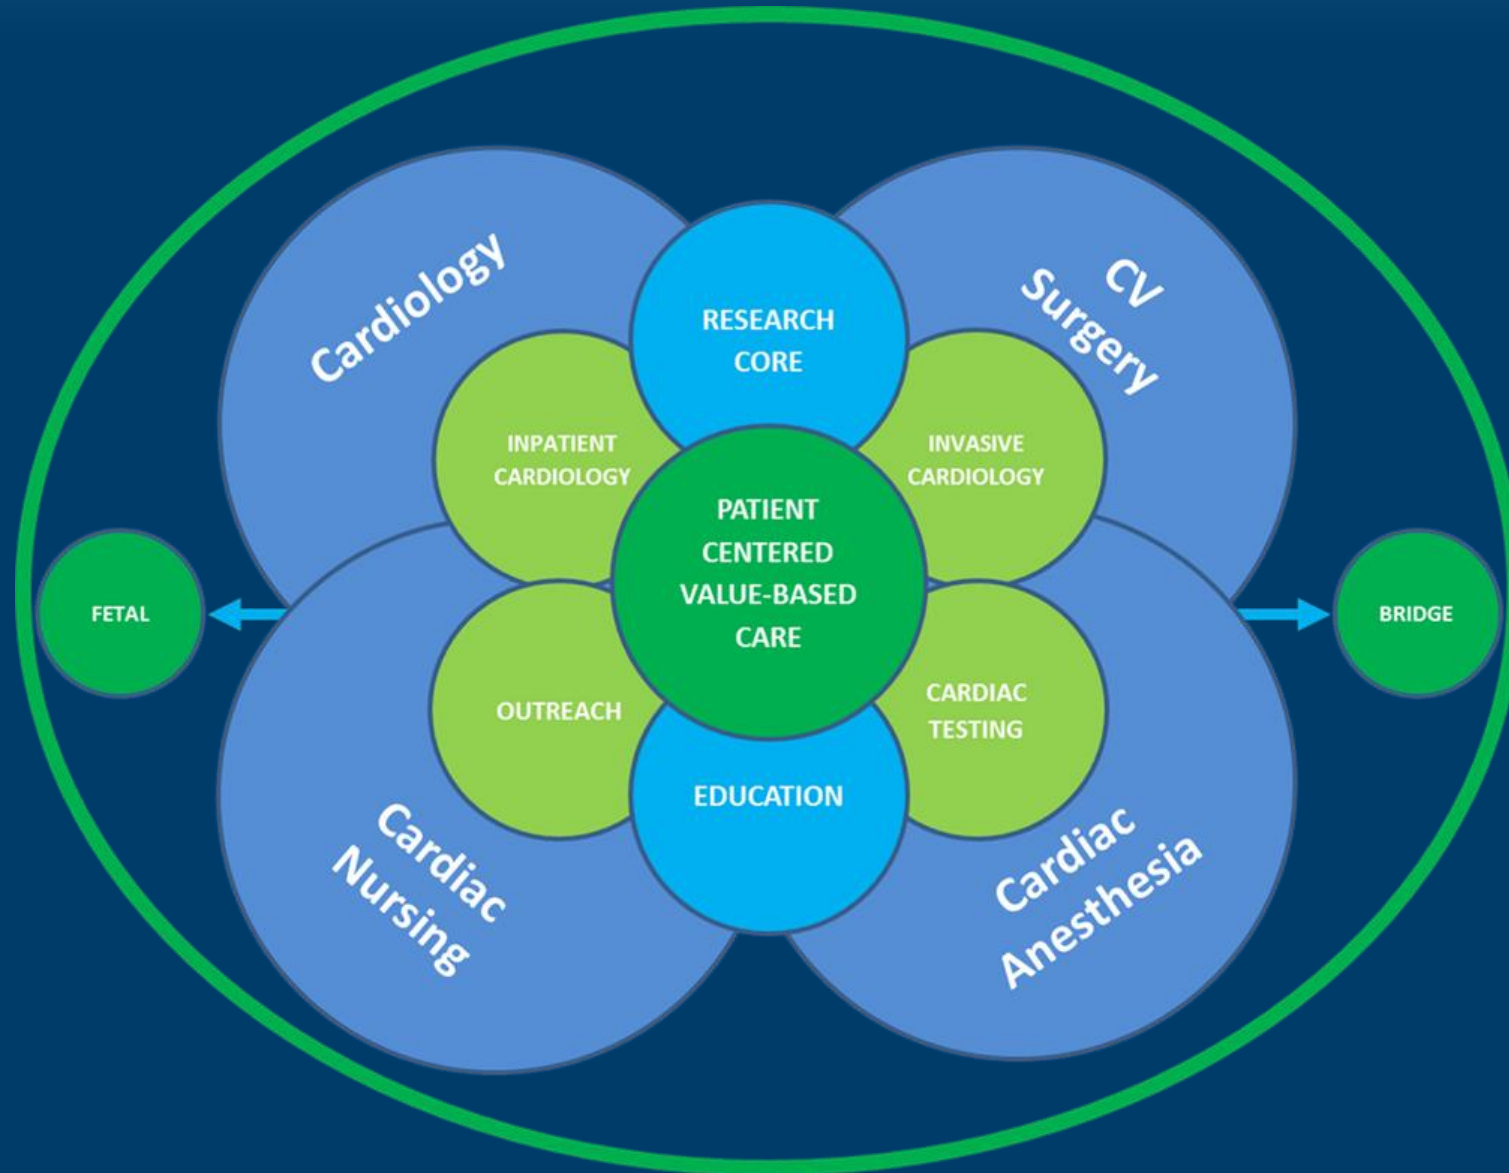 Cardiology
CV
Surgery
RESEARCH
CORE
INPATIENT
CARDIOLOGY
INVASIVE
CARDIOLOGY
PATIENT
CENTERED
VALUE-BASED
CARE
FETAL
BRIDGE
OUTREACH
CARDIAC
TESTING
EDUCATION
Cardiac
Nursing
Cardiac
Anesthesia